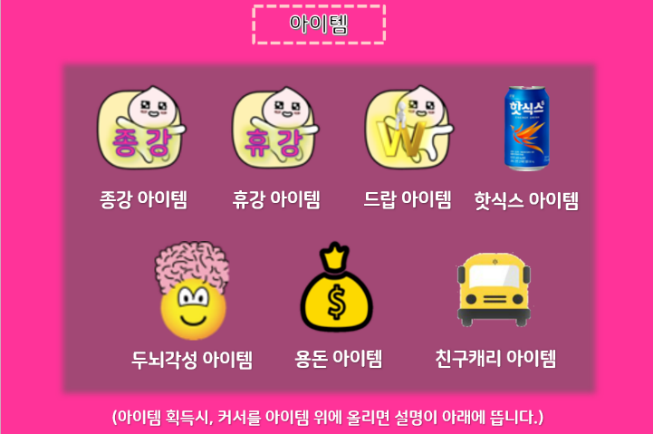 아이템
종강
휴강
W
핫식스
종강 아이템
휴강 아이템
드랍 아이템
핫식스 아이템
$
두뇌각성 아이템
용돈 아이템
친구캐리 아이템
(아이템 획득시, 커서를 아이템 위에 올리면 설명이 아래에 뜹니다.)